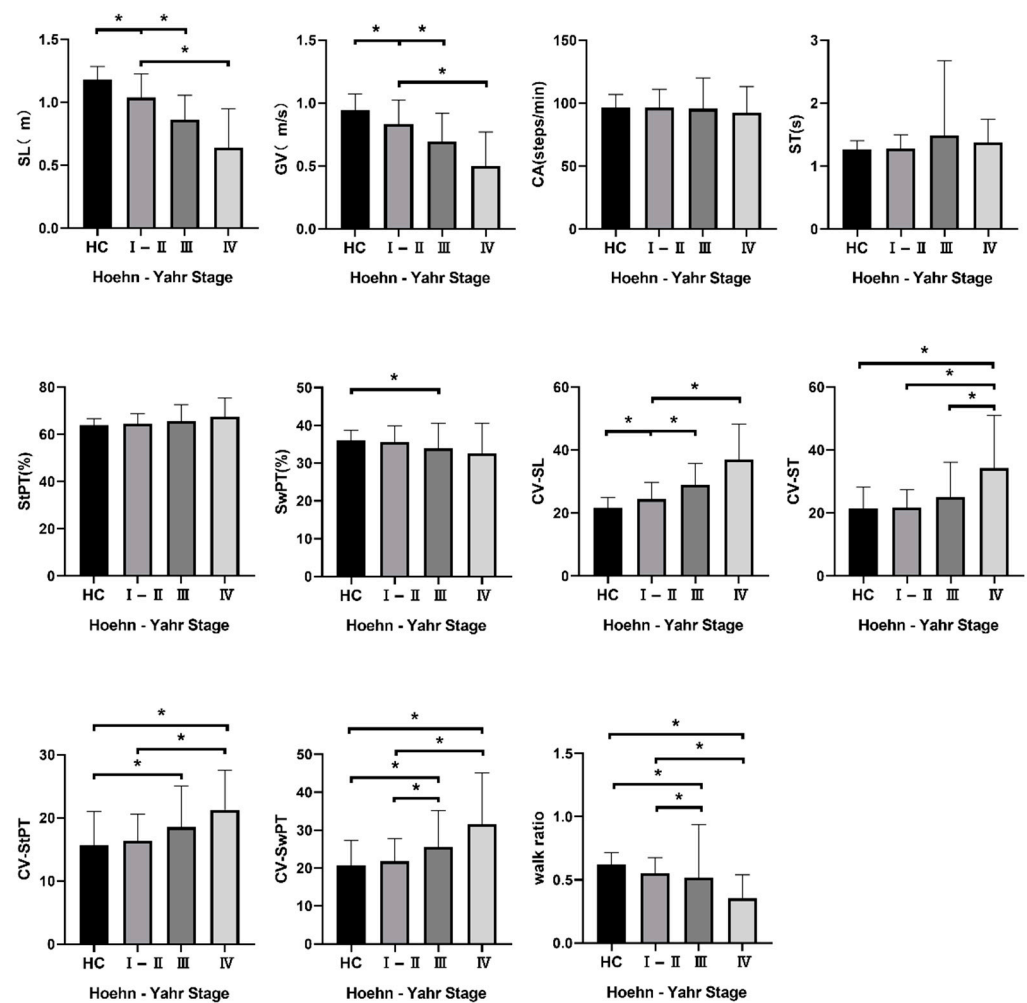 * *
*
SL( m)
1.5
1.0
0.5
0.0
HC I – II III IV
Hoehn - Yahr Stage
* *
*
GV( m/s)
1.5
1.0
0.5
0.0
HC I – II III IV
Hoehn - Yahr Stage
CA(steps/min)
150
100
50
0
HC I – II III IV
Hoehn - Yahr Stage
ST(s)
3
2
1
0
HC I – II III IV
Hoehn - Yahr Stage
StPT(%)
80
60
40
20
0
HC I – II III IV
Hoehn - Yahr Stage
*
SwPT(%)
50
40
30
20
10
0
HC I – II III IV
Hoehn - Yahr Stage
*
* *
CV-SL
60
40
20
0
HC I – II III IV
Hoehn - Yahr Stage
*
*
*
CV-ST
60
40
20
0
HC I – II III IV
Hoehn - Yahr Stage
*
*
*
CV-StPT
30
20
10
0
HC I – II III IV
Hoehn - Yahr Stage
*
*
*
*
CV-SwPT
50
40
30
20
10
0
HC I – II III IV
Hoehn - Yahr Stage
*
*
*
*
walk ratio
1.5
1.0
0.5
0.0
HC I – II III IV
Hoehn - Yahr Stage